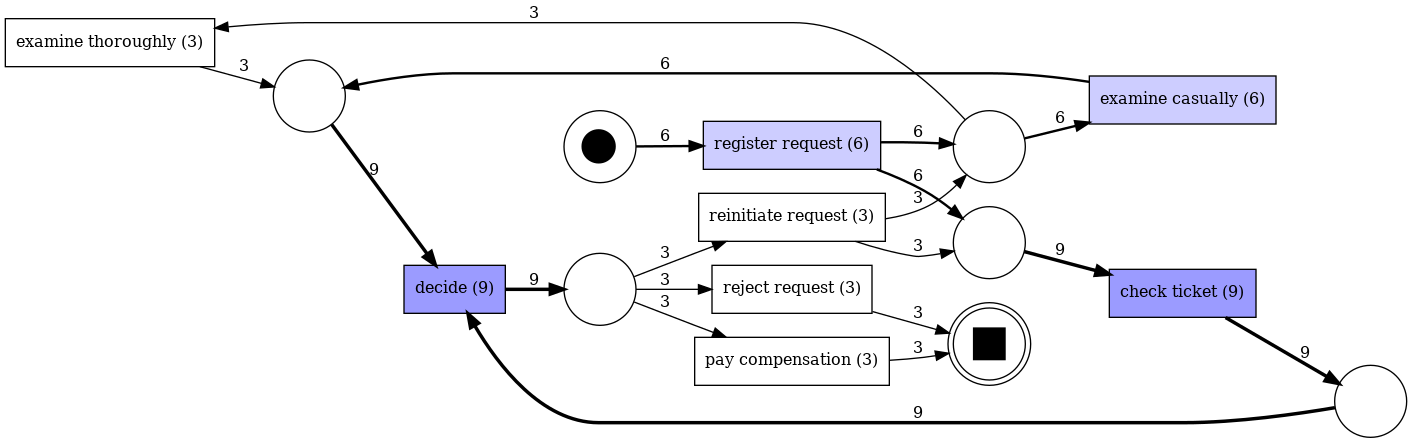 3
examine thoroughly (3)
3
6
examine casually (6)
6
6
register request (6)
6
9
6
3
reinitiate request (3)
3
3
9
check ticket (9)
decide (9)
9
3
reject request (3)
3
3
pay compensation (3)
3
9
9